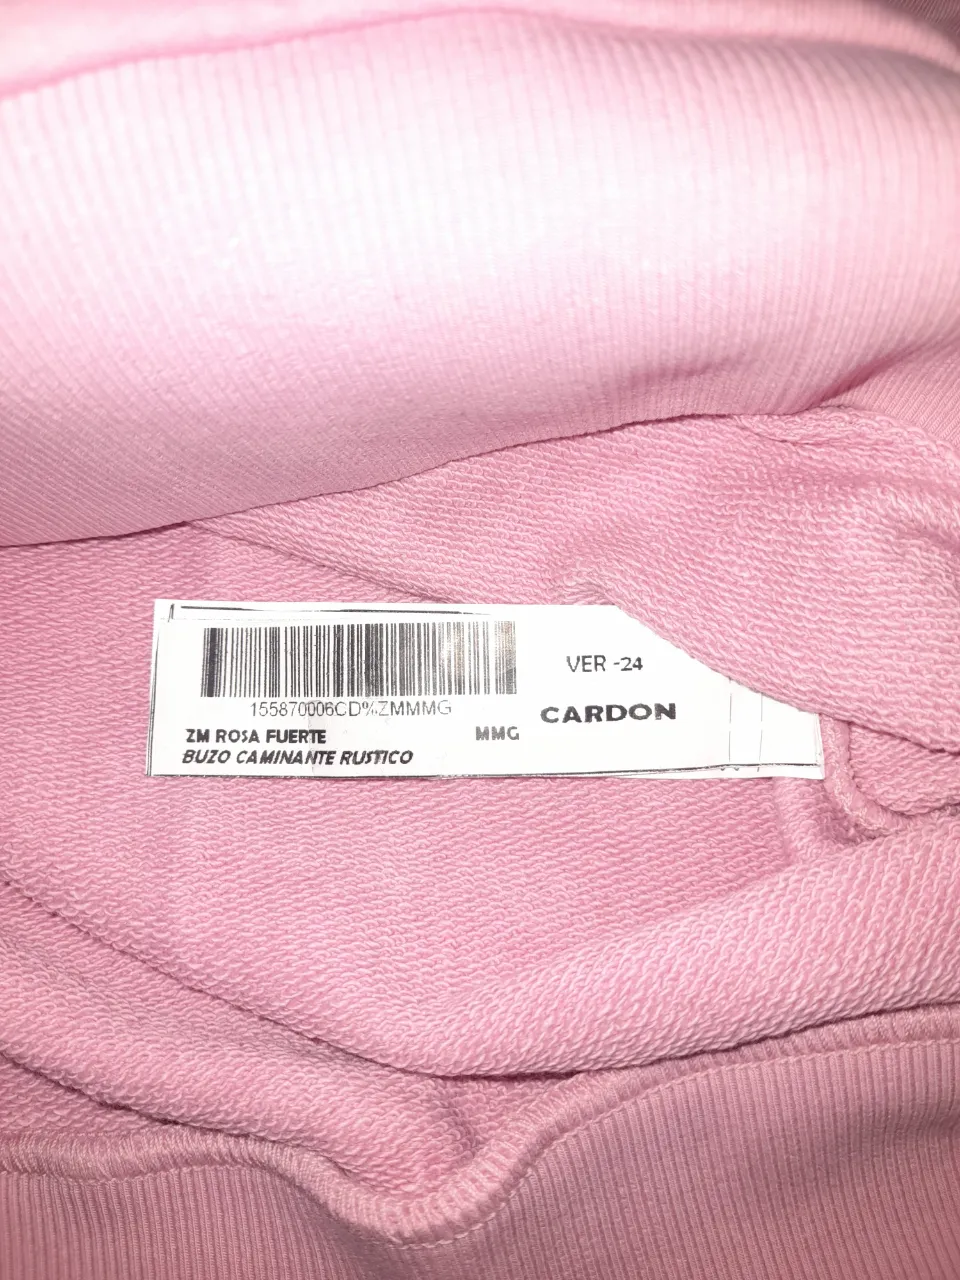 155870006CD%ZMMMG
ZM ROSA FUERTE MMG
BUZO CAMINANTE RUSTICO
VER -24
CARDON